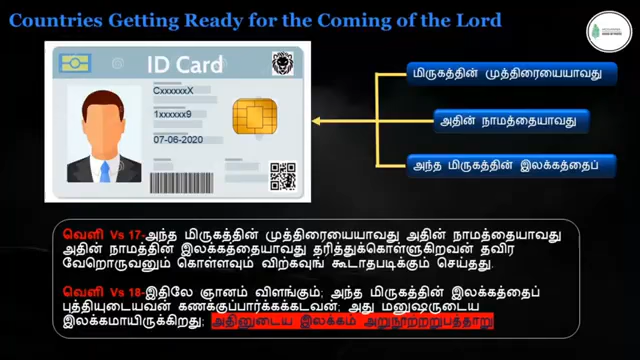 Countries Getting Ready for the Coming of the Lord
ID Card
CxxxxxxX
1xxxxxx9
07-06-2020
மிருகத்தின் முத்திரையையாவது
அதின் நாமத்தையாவது
அந்த மிருகத்தின் இலக்கத்தைப்
வெளி Vs 17-அந்த மிருகத்தின் முத்திரையையாவது அதின் நாமத்தையாவது
அதின் நாமத்தின் இலக்கத்தையாவது தரித்துக்கொள்ளுகிறவன் தவிர
வேறொருவனும் கொள்ளவும் விற்கவுங் கூடாதபடிக்கும் செய்தது.
வெளி Vs 18-இதிலே ஞானம் விளங்கும்; அந்த மிருகத்தின் இலக்கத்தைப்
புத்தியுடையவன் கணக்குப்பார்க்கக்கடவன்; அது மனுஷருடைய
இலக்கமாயிருக்கிறது; அதினுடைய இலக்கம் அறுநூற்றறுபத்தாறு